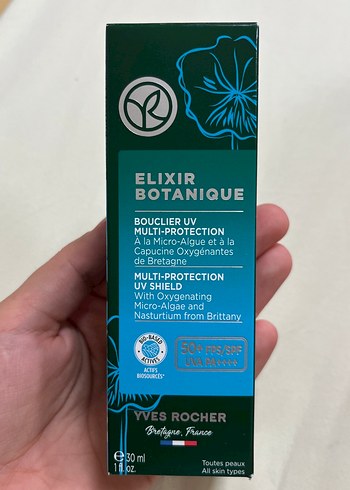 ELIXIR
BOTANIQUE
BOUCLIER UV
MULTI-PROTECTION
À la Micro-Algue et à la
Capucine Oxygénantes
de Bretagne
MULTI-PROTECTION
UV SHIELD
With Oxygenating
Micro-Algae and
Nasturtium from Brittany
BIO-BASED
ACTIVES
ACTIFS
BIOSOURCÉS*
50+ FPS/SPF
UVA PA++++
YVES ROCHER
Bretagne, France
℮ 30 ml
1 fl. oz.
Toutes peaux
All skin types